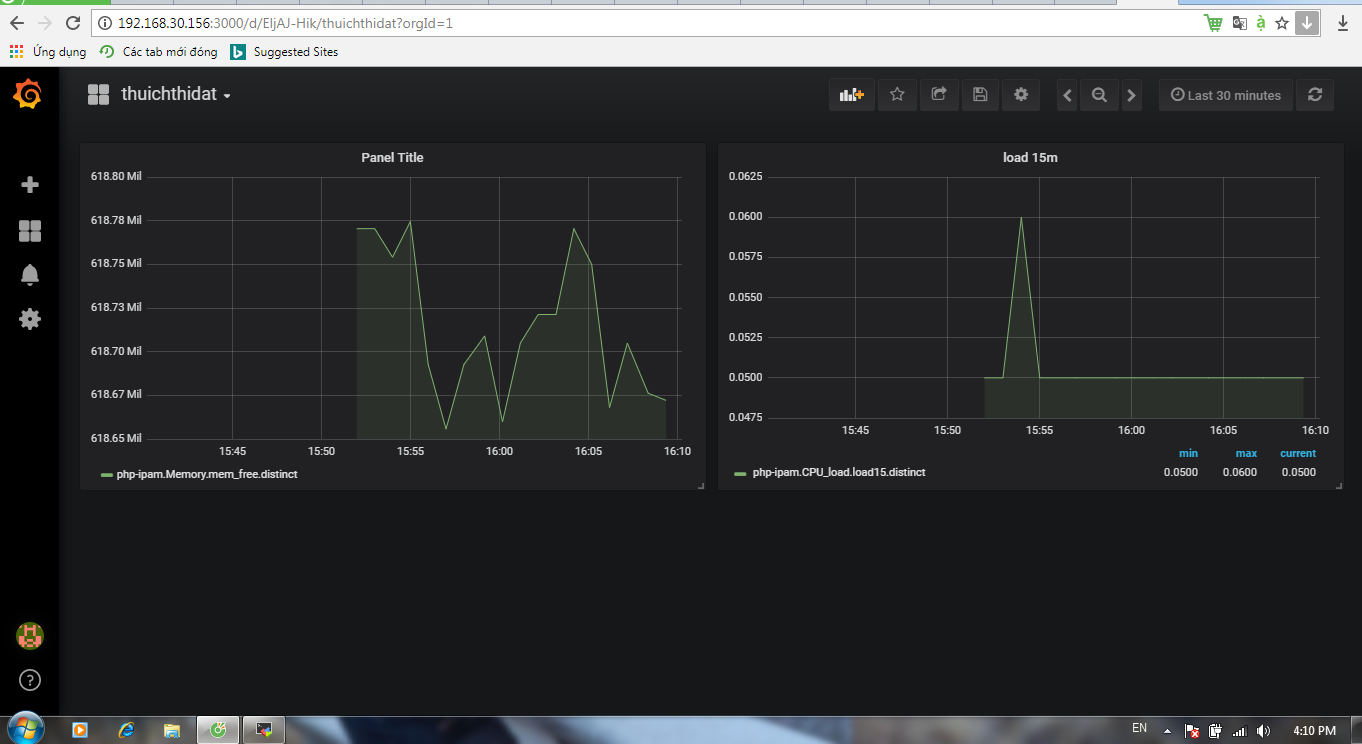 192.168.30.156:3000/d/EljAJ-Hik/thuichthidat?orgId=1
Ứng dụng Các tab mới đóng Suggested Sites
thuichthidat
Last 30 minutes
Panel Title
618.80 Mil
618.78 Mil
618.75 Mil
618.73 Mil
618.70 Mil
618.67 Mil
618.65 Mil
15:45 15:50 15:55 16:00 16:05 16:10
php-ipam.Memory.mem_free.distinct
load 15m
0.0625
0.0600
0.0575
0.0550
0.0525
0.0500
0.0475
15:45 15:50 15:55 16:00 16:05 16:10
min max current
php-ipam.CPU_load.load15.distinct 0.0500 0.0600 0.0500
EN 4:10 PM